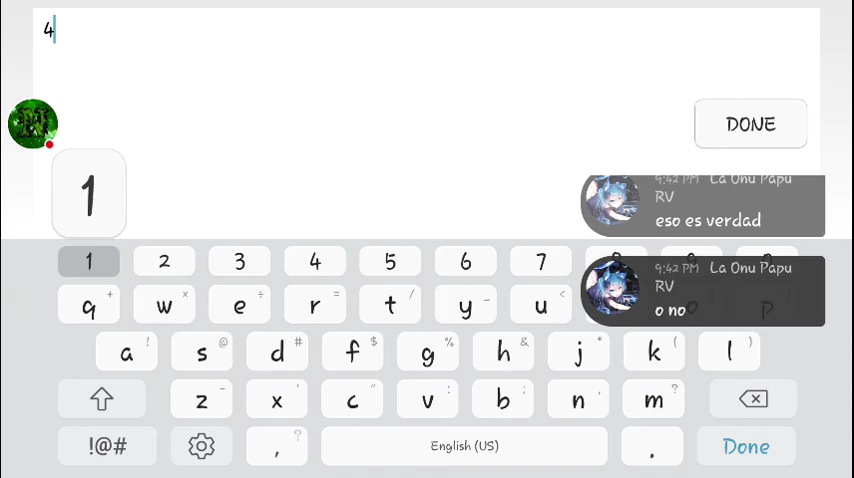 4
DONE
1
9:42 PM La Onu Papu
RV
eso es verdad
1 2 3 4 5 6 7
9:42 PM La Onu Papu
RV
o no
q + w x e ÷ r = t / y _ u < o p
a ! s @ d # f $ g % h & j * k ( l )
z - x ' c " v : b ; n , m ?
!@# , ? English (US) . Done